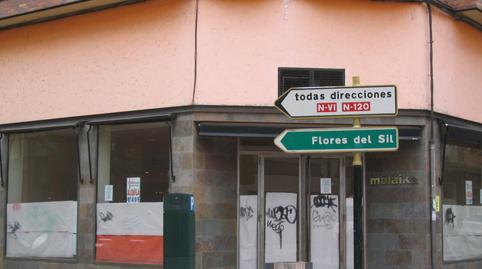 todas direcciones
N-VI N-120
Flores del Sil
malaika